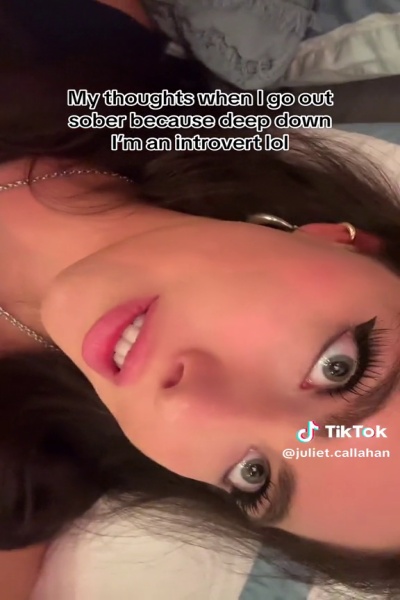 My thoughts when I go out
sober because deep down
I'm an introvert lol
TikTok
@juliet.callahan